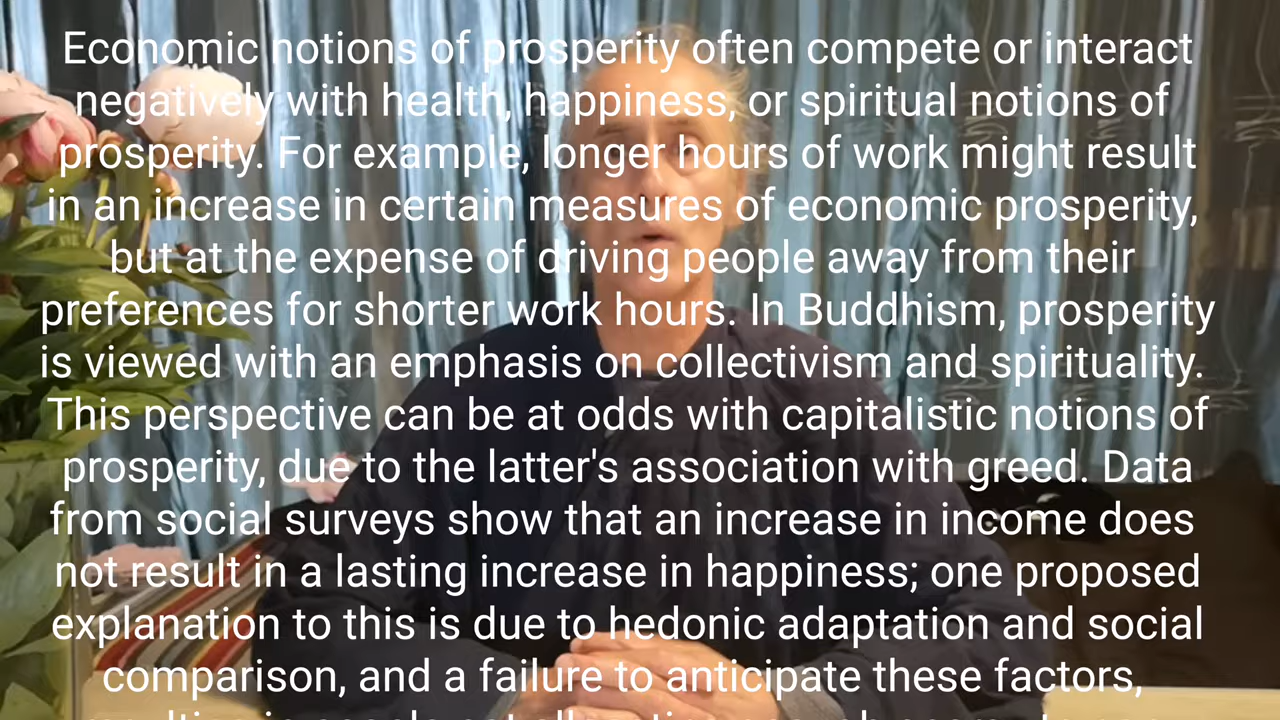 Economic notions of prosperity often compete or interact
negatively with health, happiness, or spiritual notions of
prosperity. For example, longer hours of work might result
in an increase in certain measures of economic prosperity,
but at the expense of driving people away from their
preferences for shorter work hours. In Buddhism, prosperity
is viewed with an emphasis on collectivism and spirituality.
This perspective can be at odds with capitalistic notions of
prosperity, due to the latter's association with greed. Data
from social surveys show that an increase in income does
not result in a lasting increase in happiness; one proposed
explanation to this is due to hedonic adaptation and social
comparison, and a failure to anticipate these factors,